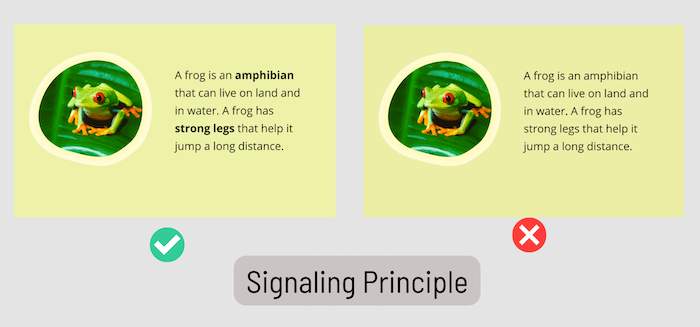 A frog is an amphibian
that can live on land and
in water. A frog has
strong legs that help it
jump a long distance.
A frog is an amphibian
that can live on land and
in water. A frog has
strong legs that help it
jump a long distance.
Signaling Principle